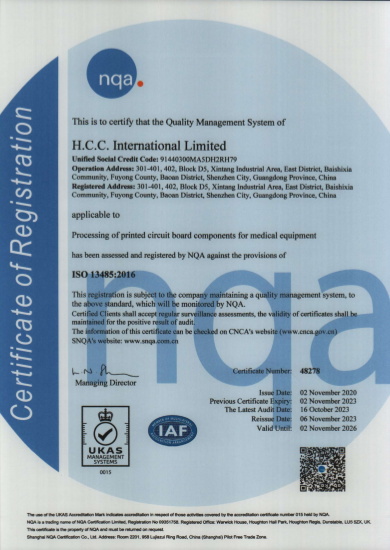 nqa.
Certificate of Registration
This is to certify that the Quality Management System of
H.C.C. International Limited
Unified Social Credit Code: 91440300MA5DH2RH79
Operation Address: 301-401, 402, Block D5, Xintang Industrial Area, East District, Baishixia
Community, Fuyong County, Baoan District, Shenzhen City, Guangdong Province, China
Registered Address: 301-401, 402, Block D5, Xintang Industrial Area, East District, Baishixia
Community, Fuyong County, Baoan District, Shenzhen City, Guangdong Province, China
applicable to
Processing of printed circuit board components for medical equipment
has been assessed and registered by NQA against the provisions of
ISO 13485:2016
This registration is subject to the company maintaining a quality management system, to
the above standard, which will be monitored by NQA.
Certified Clients shall accept regular surveillance assessments, the validity of certificates shall be
maintained for the positive result of audit.
The information of this certificate can be checked on CNCA's website (www.cnca.gov.cn)
SNQA's website: www.snqa.com.cn
nqa
Managing Director
Certificate Number: 48278
Issue Date: 02 November 2020
Previous Certificate Expiry: 02 November 2023
The Latest Audit Date: 16 October 2023
Reissue Date: 06 November 2023
Valid Until: 02 November 2026
UKAS
MANAGEMENT
SYSTEMS
0015
IAF
The use of the UKAS Accreditation Mark indicates accreditation in respect of those activities covered by the accreditation certificate number 015 held by NQA.
NQA is a trading name of NQA Certification Limited, Registration No 09351758. Registered Office: Warwick House, Houghton Hall Park, Houghton Regis, Dunstable, LU5 5ZX, UK.
This certificate is the property of NQA and must be returned on request.
Shanghai NQA Certification Co., Ltd. Address: Room 2201, 968 Lujiazui Ring Road, China (Shanghai) Pilot Free Trade Zone.